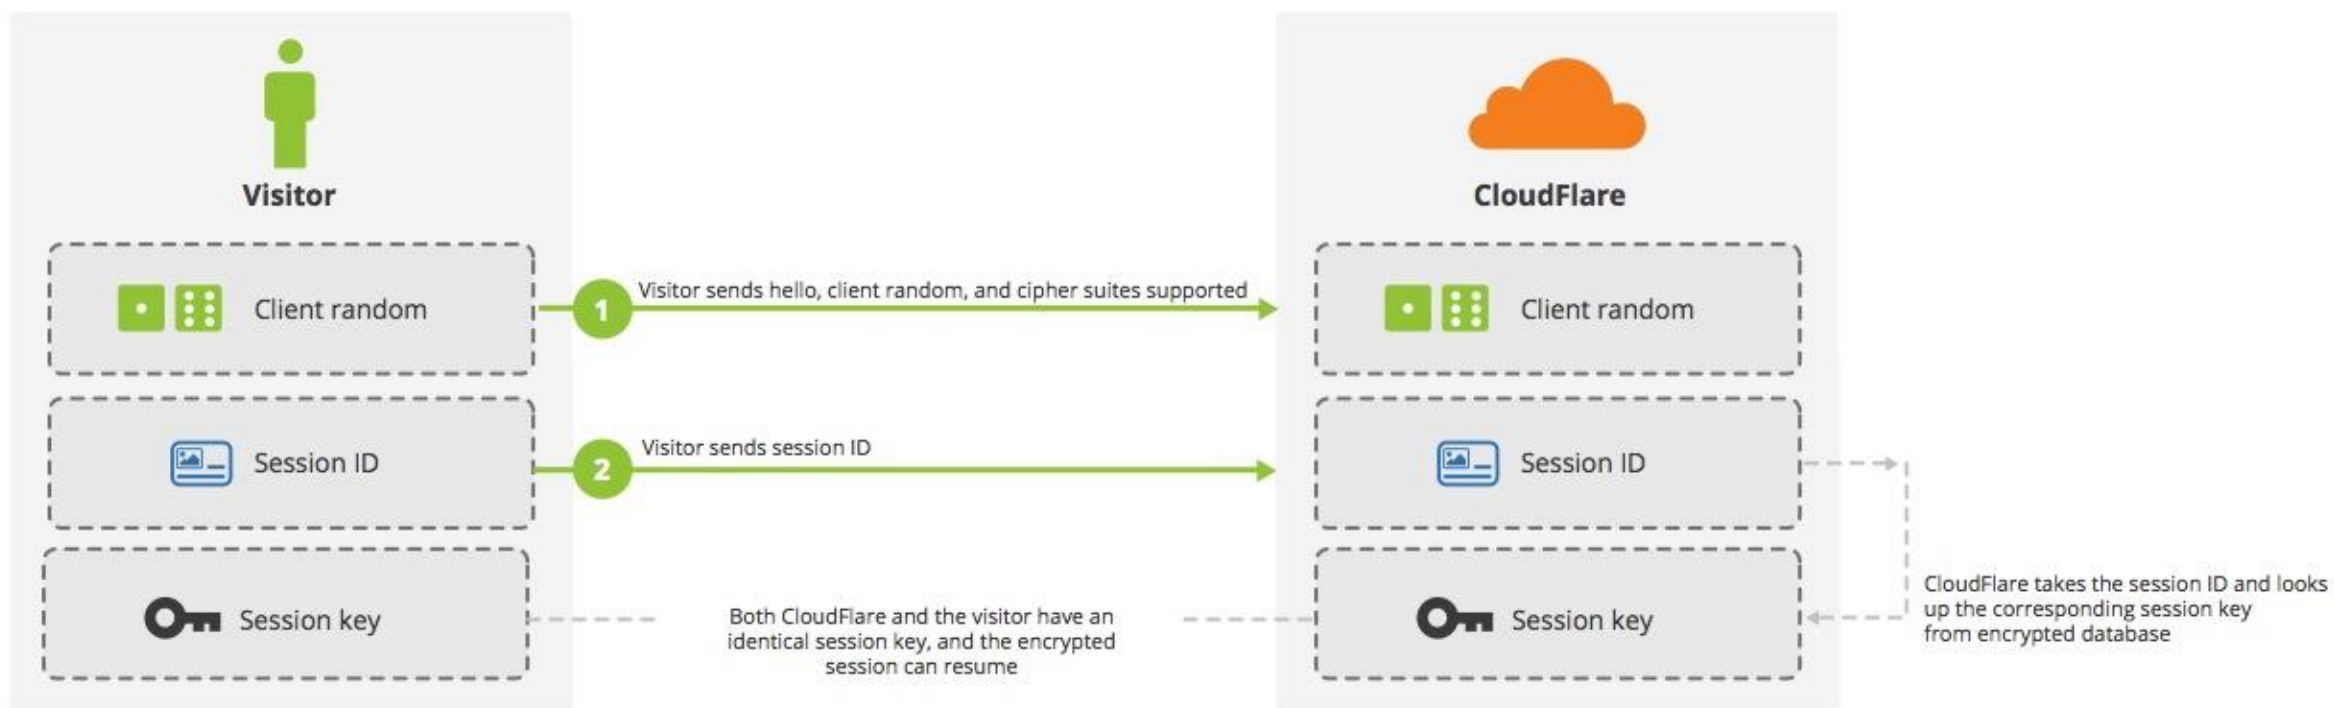 Visitor
CloudFlare
Client random
1
Visitor sends hello, client random, and cipher suites supported
Client random
Session ID
2
Visitor sends session ID
Session ID
Session key
Both CloudFlare and the visitor have an
identical session key, and the encrypted
session can resume
Session key
CloudFlare takes the session ID and looks
up the corresponding session key
from encrypted database